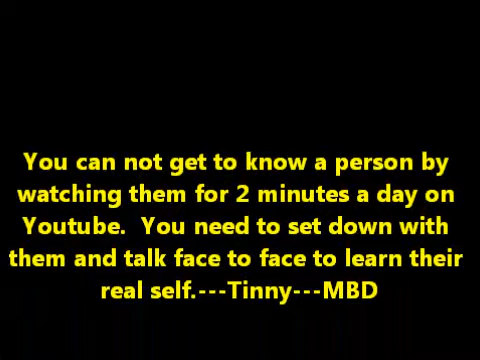 You can not get to know a person by
watching them for 2 minutes a day on
Youtube.  You need to set down with
them and talk face to face to learn their
real self.---Tinny---MBD